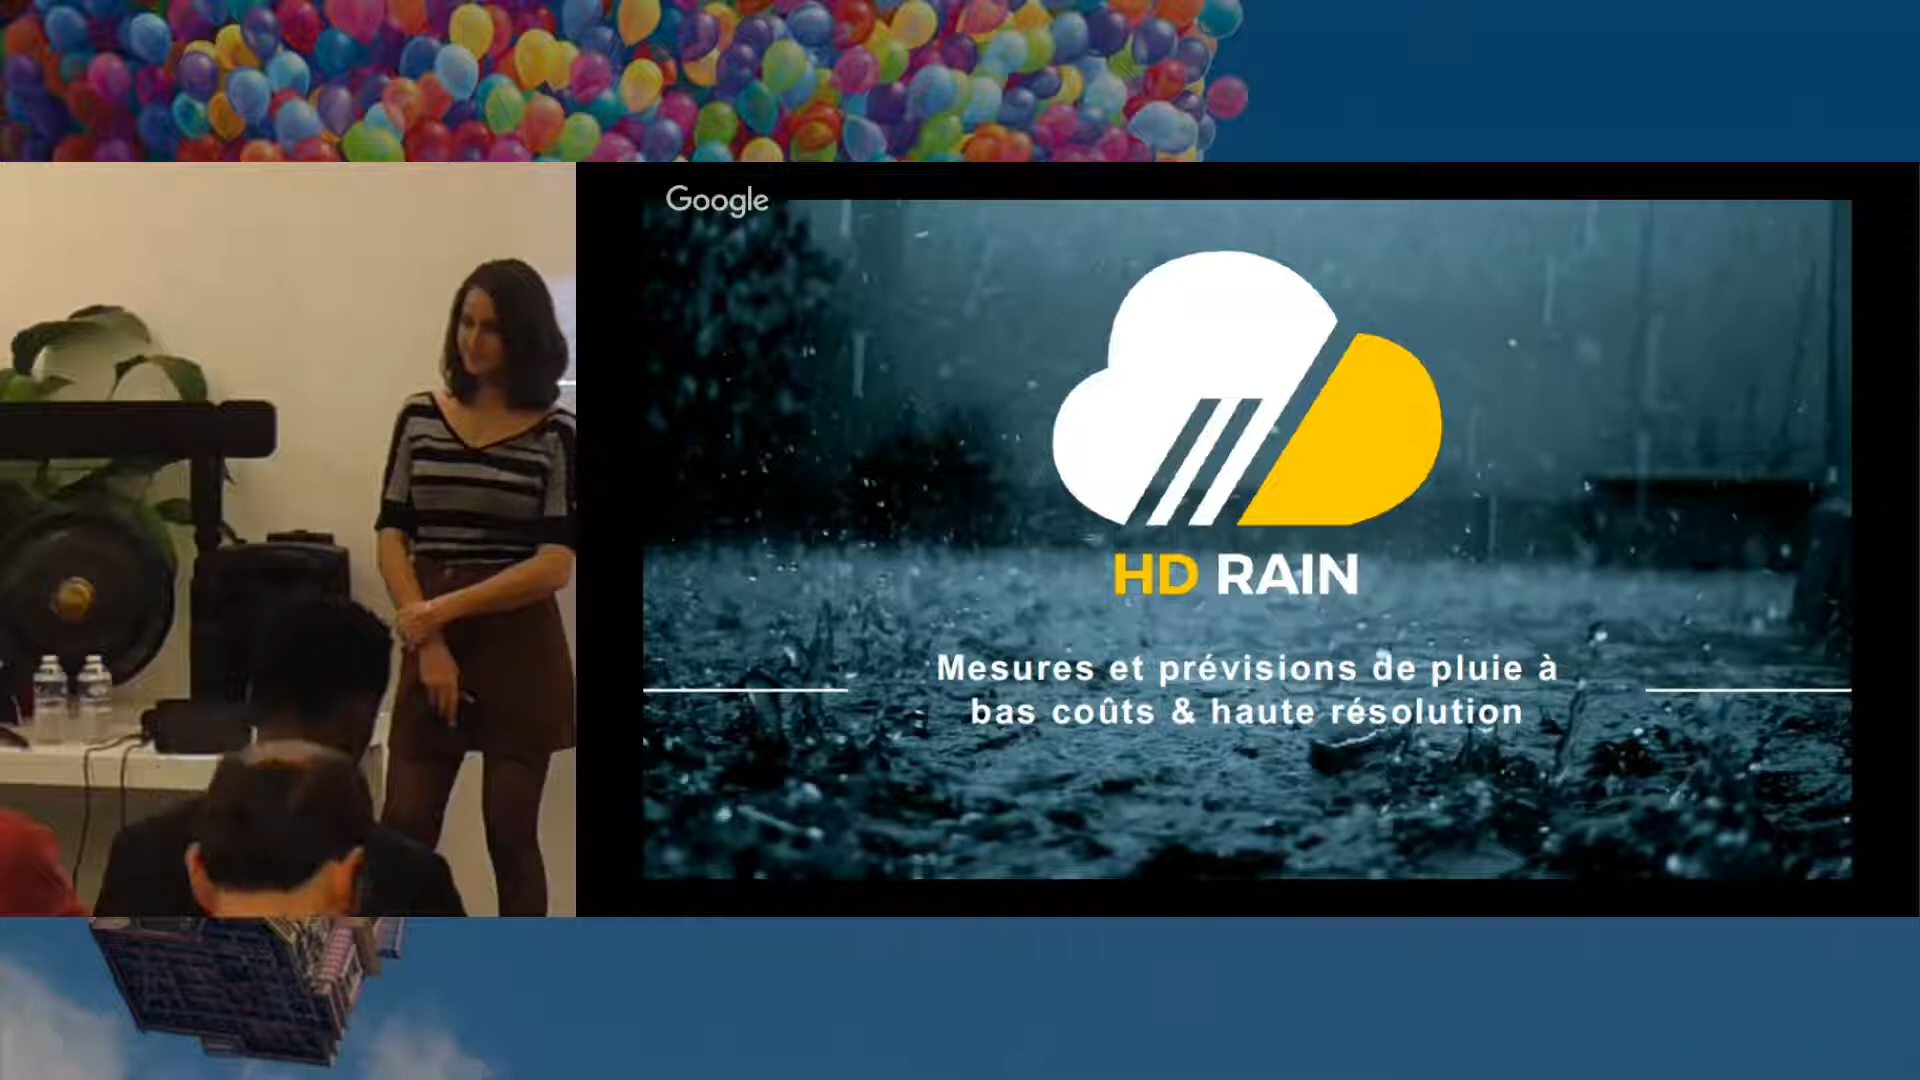 Google
HD RAIN
Mesures et prévisions de pluie à
bas coûts & haute résolution